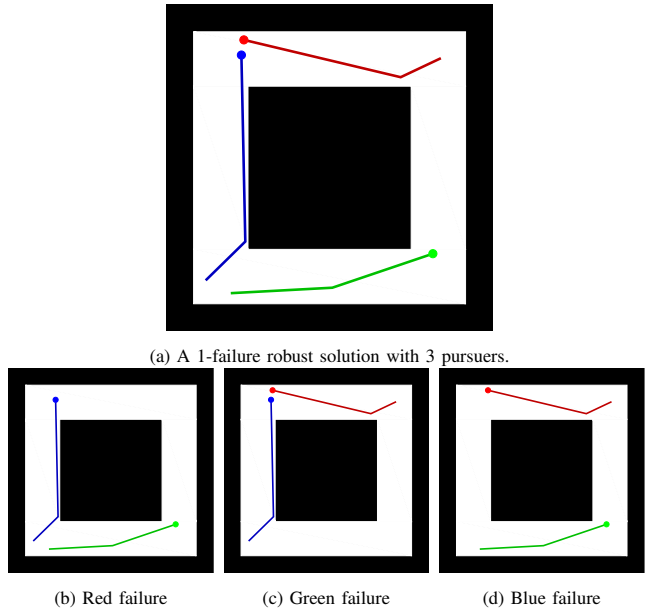 (a) A 1-failure robust solution with 3 pursuers.
(b) Red failure
(c) Green failure
(d) Blue failure